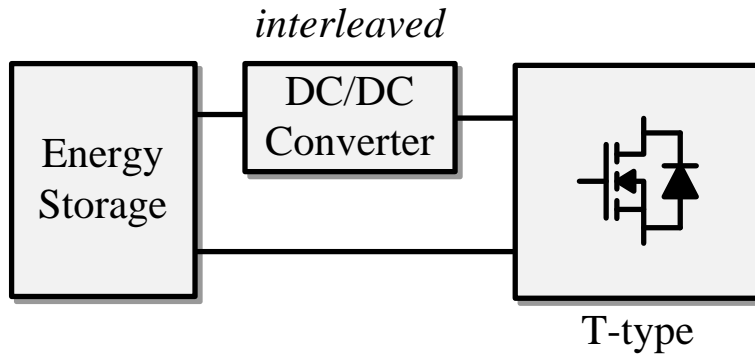 interleaved
DC/DC
Converter
Energy
Storage
T-type